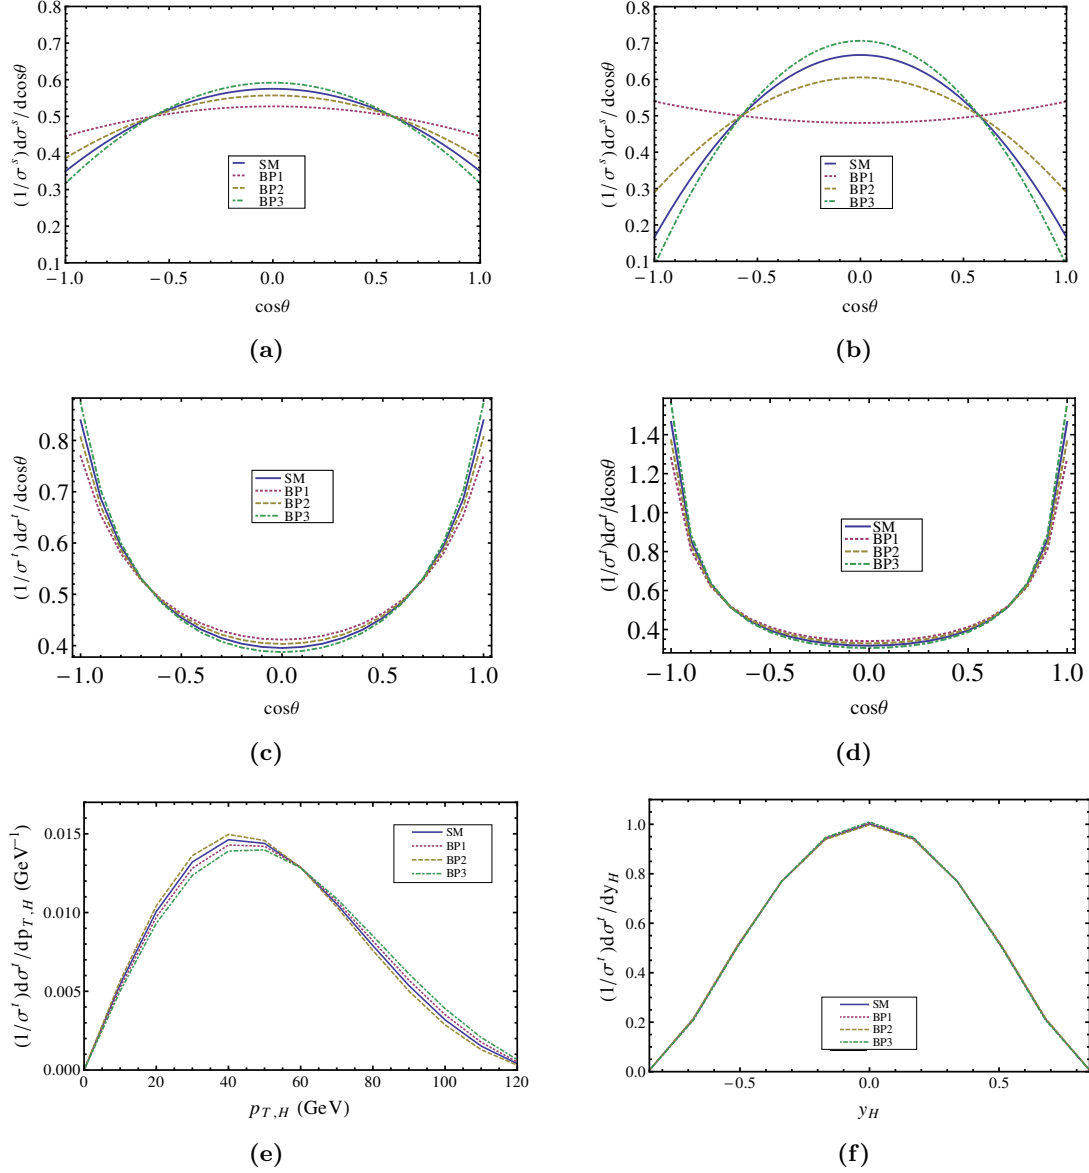 (1/σ^s)dσ^s/dcosθ
0.8
0.7
0.6
0.5
0.4
0.3
0.2
0.1
SM
BP1
BP2
BP3
−1.0 −0.5 0.0 0.5 1.0
cosθ
(a)
(1/σ^s)dσ^s/dcosθ
0.8
0.7
0.6
0.5
0.4
0.3
0.2
0.1
SM
BP1
BP2
BP3
−1.0 −0.5 0.0 0.5 1.0
cosθ
(b)
(1/σ^t)dσ^t/dcosθ
0.8
0.7
0.6
0.5
0.4
SM
BP1
BP2
BP3
−1.0 −0.5 0.0 0.5 1.0
cosθ
(c)
(1/σ^t)dσ^t/dcosθ
1.4
1.2
1.0
0.8
0.6
0.4
SM
BP1
BP2
BP3
−1.0 −0.5 0.0 0.5 1.0
cosθ
(d)
(1/σ^t)dσ^t/dp_{T,H} (GeV^{−1})
0.015
0.010
0.005
0.000
SM
BP1
BP2
BP3
0 20 40 60 80 100 120
p_{T,H} (GeV)
(e)
(1/σ^t)dσ^t/dy_H
1.0
0.8
0.6
0.4
0.2
0.0
SM
BP1
BP2
BP3
−0.5 0.0 0.5
y_H
(f)